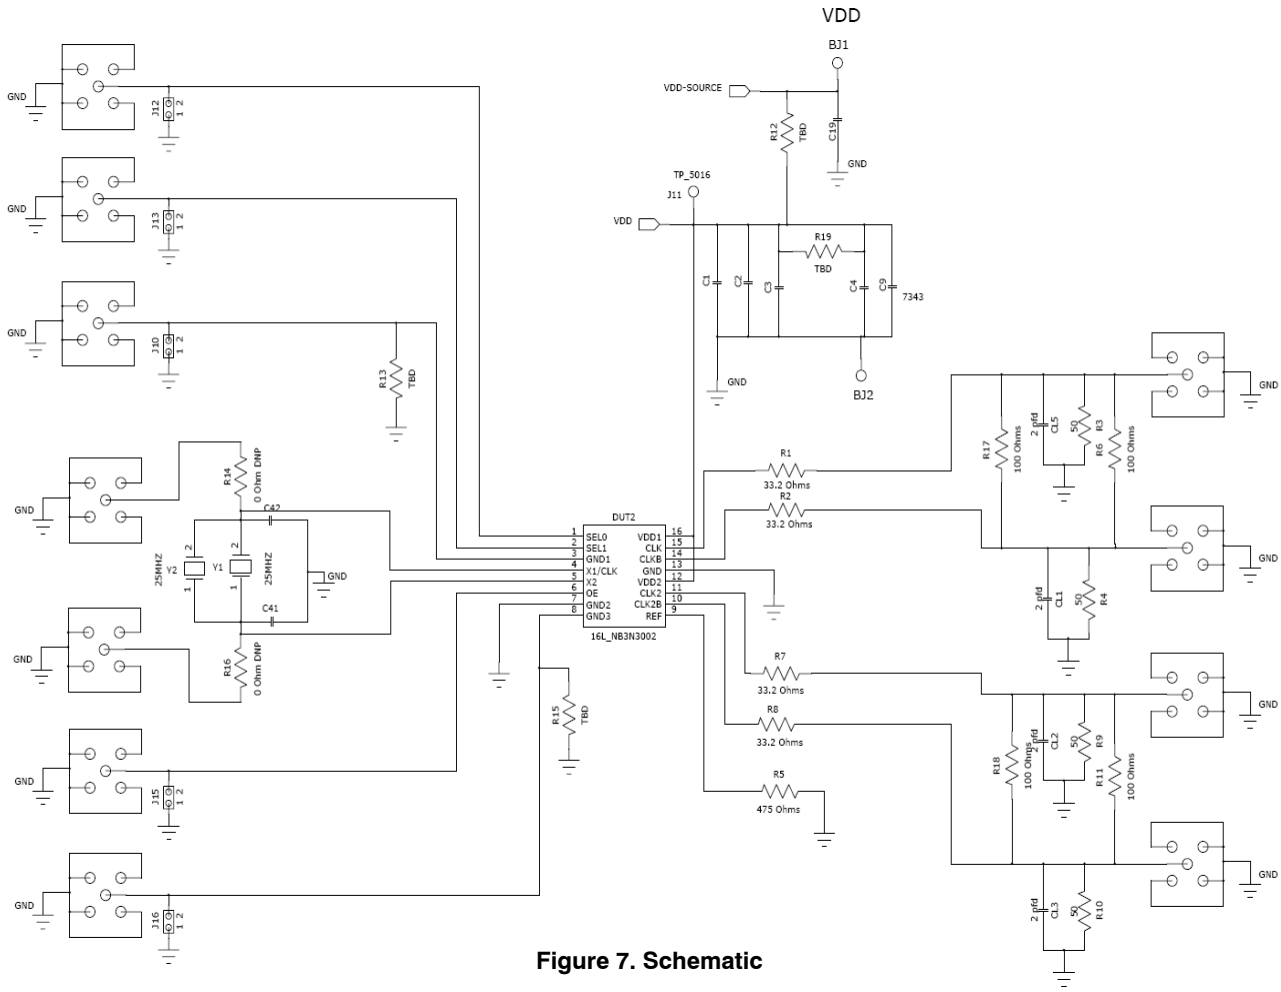 VDD
BJ1
VDD-SOURCE
R12
TBD
C19
GND
TP_5016
J11
VDD
R19
TBD
C1
C2
C3
C4
C9
7343
GND
BJ2
GND
J12
1 2
GND
J13
1 2
GND
J10
1 2
R13
TBD
GND
R14
0 Ohm DNP
C42
25MHZ
2
Y2
1
2
Y1
1
25MHZ
GND
C41
GND
R16
0 Ohm DNP
GND
J15
1 2
GND
J16
1 2
R15
TBD
DUT2
1 SEL0 VDD1 16
2 SEL1 CLK 15
3 GND1 CLKB 14
4 X1/CLK GND 13
5 X2 VDD2 12
6 OE CLK2 11
7 GND2 CLK2B 10
8 GND3 REF 9
16L_NB3N3002
R1
33.2 Ohms
R2
33.2 Ohms
R7
33.2 Ohms
R8
33.2 Ohms
R5
475 Ohms
R17
100 Ohms
2 pfd
CL5
50
R3
R6
100 Ohms
GND
2 pfd
CL1
50
R4
GND
R18
100 Ohms
2 pfd
CL2
50
R9
R11
100 Ohms
GND
2 pfd
CL3
50
R10
GND
Figure 7. Schematic